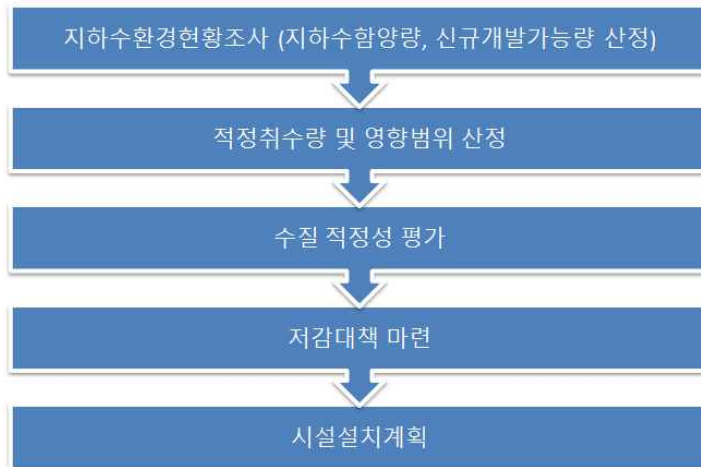 지하수환경현황조사 (지하수함양량, 신규개발가능량 산정)
적정취수량 및 영향범위 산정
수질 적정성 평가
저감대책 마련
시설설치계획